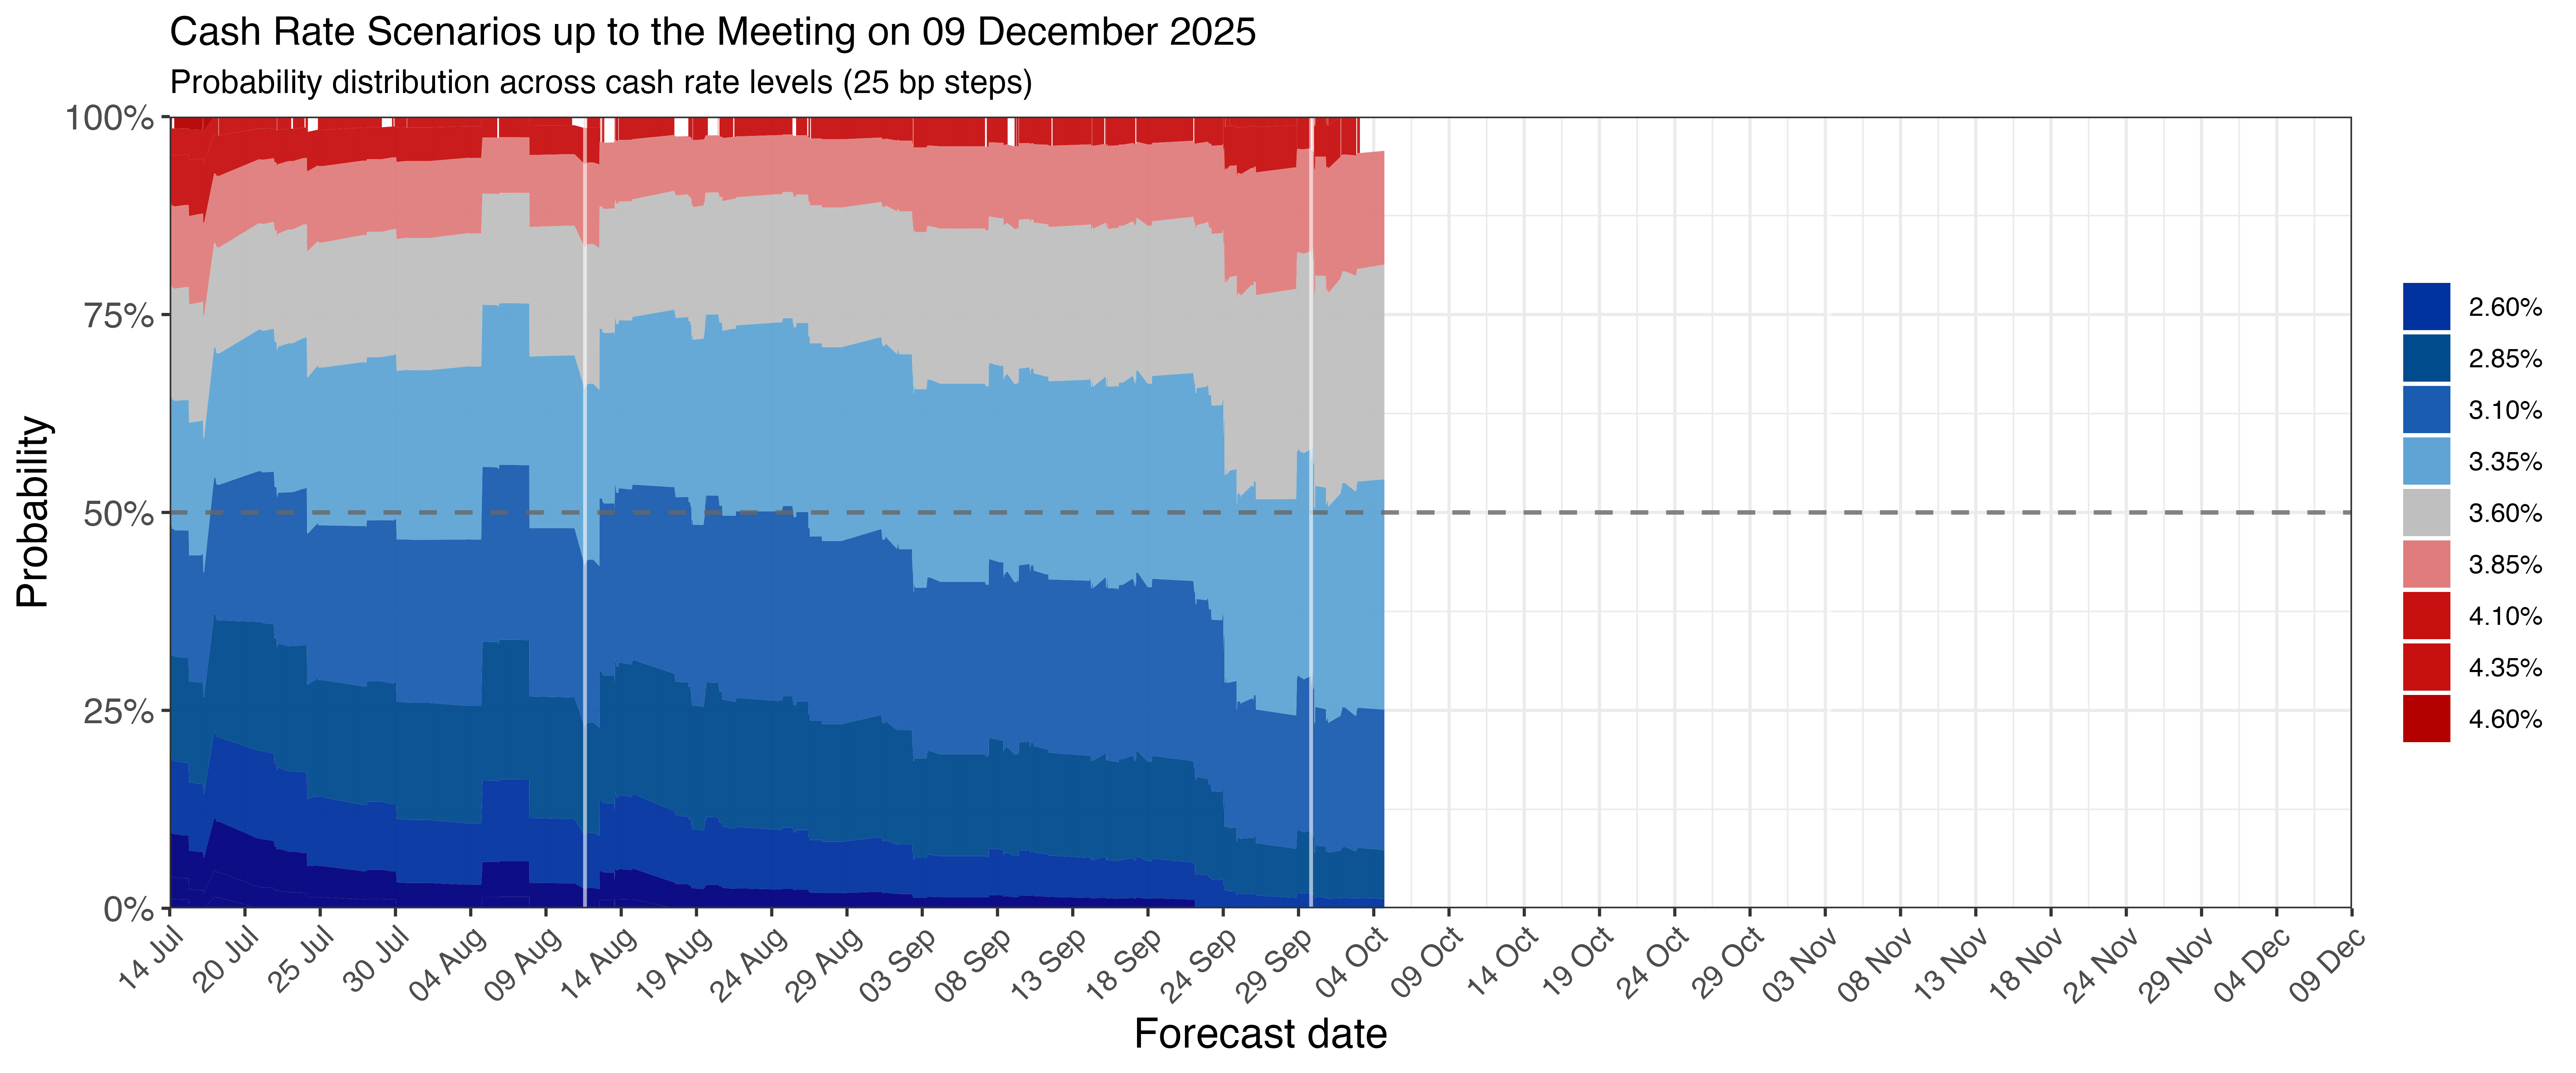 Cash Rate Scenarios up to the Meeting on 09 December 2025
Probability distribution across cash rate levels (25 bp steps)
100%
75%
50%
25%
0%
Probability
14 Jul
20 Jul
25 Jul
30 Jul
04 Aug
09 Aug
14 Aug
19 Aug
24 Aug
29 Aug
03 Sep
08 Sep
13 Sep
18 Sep
24 Sep
29 Sep
04 Oct
09 Oct
14 Oct
19 Oct
24 Oct
29 Oct
03 Nov
08 Nov
13 Nov
18 Nov
24 Nov
29 Nov
04 Dec
09 Dec
Forecast date
2.60%
2.85%
3.10%
3.35%
3.60%
3.85%
4.10%
4.35%
4.60%